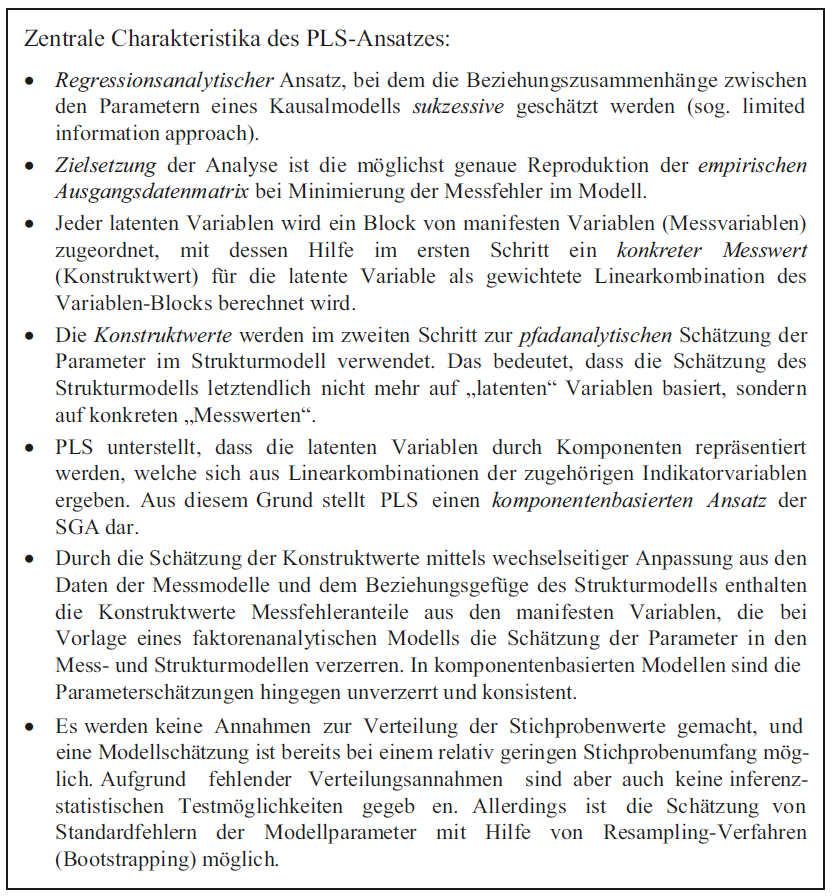 Zentrale Charakteristika des PLS-Ansatzes:
• Regressionsanalytischer Ansatz, bei dem die Beziehungszusammenhänge zwischen
den Parametern eines Kausalmodells sukzessive geschätzt werden (sog. limited
information approach).
• Zielsetzung der Analyse ist die möglichst genaue Reproduktion der empirischen
Ausgangsdatenmatrix bei Minimierung der Messfehler im Modell.
• Jeder latenten Variablen wird ein Block von manifesten Variablen (Messvariablen)
zugeordnet, mit dessen Hilfe im ersten Schritt ein konkreter Messwert
(Konstruktwert) für die latente Variable als gewichtete Linearkombination des
Variablen-Blocks berechnet wird.
• Die Konstruktwerte werden im zweiten Schritt zur pfadanalytischen Schätzung der
Parameter im Strukturmodell verwendet. Das bedeutet, dass die Schätzung des
Strukturmodells letztendlich nicht mehr auf „latenten“ Variablen basiert, sondern
auf konkreten „Messwerten“.
• PLS unterstellt, dass die latenten Variablen durch Komponenten repräsentiert
werden, welche sich aus Linearkombinationen der zugehörigen Indikatorvariablen
ergeben. Aus diesem Grund stellt PLS einen komponentenbasierten Ansatz der
SGA dar.
• Durch die Schätzung der Konstruktwerte mittels wechselseitiger Anpassung aus den
Daten der Messmodelle und dem Beziehungsgefüge des Strukturmodells enthalten
die Konstruktwerte Messfehleranteile aus den manifesten Variablen, die bei
Vorlage eines faktorenanalytischen Modells die Schätzung der Parameter in den
Mess- und Strukturmodellen verzerren. In komponentenbasierten Modellen sind die
Parameterschätzungen hingegen unverzerrt und konsistent.
• Es werden keine Annahmen zur Verteilung der Stichprobenwerte gemacht, und
eine Modellschätzung ist bereits bei einem relativ geringen Stichprobenumfang mög-
lich. Aufgrund fehlender Verteilungsannahmen sind aber auch keine inferenz-
statistischen Testmöglichkeiten gegeb en. Allerdings ist die Schätzung von
Standardfehlern der Modellparameter mit Hilfe von Resampling-Verfahren
(Bootstrapping) möglich.